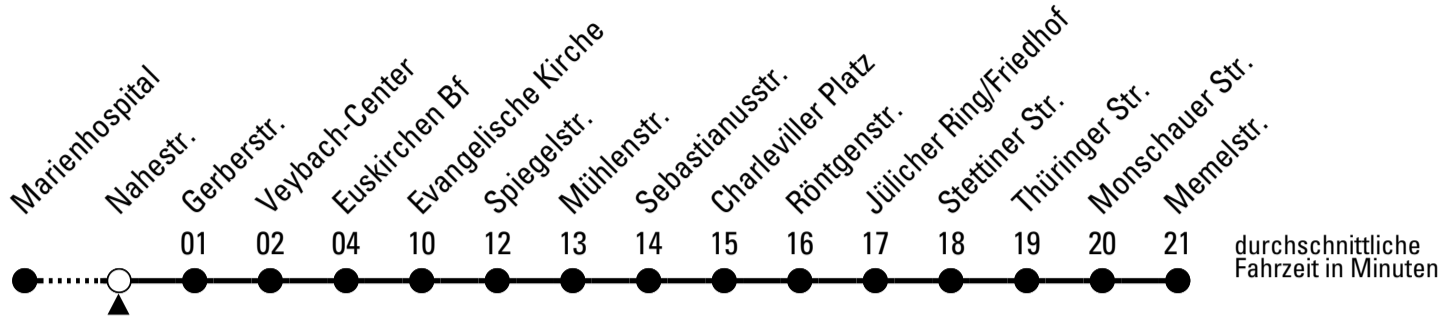 Marienhospital
Nahestr.
Gerberstr.
Veybach-Center
Euskirchen Bf
Evangelische Kirche
Spiegelstr.
Mühlenstr.
Sebastianusstr.
Charleviller Platz
Röntgenstr.
Jülicher Ring/Friedhof
Stettiner Str.
Thüringer Str.
Monschauer Str.
Memelstr.
01 02 04 10 12 13 14 15 16 17 18 19 20 21
durchschnittliche
Fahrzeit in Minuten